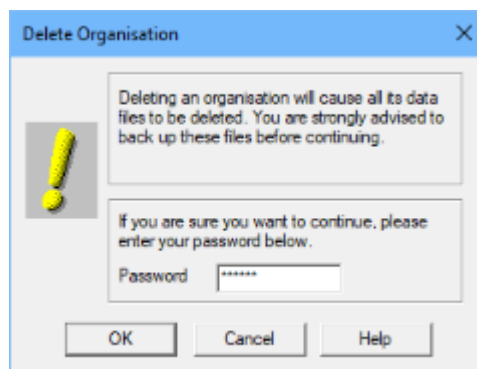 Delete Organisation
Deleting an organisation will cause all its data
files to be deleted. You are strongly advised to
back up these files before continuing.
If you are sure you want to continue, please
enter your password below.
Password ******
OK Cancel Help